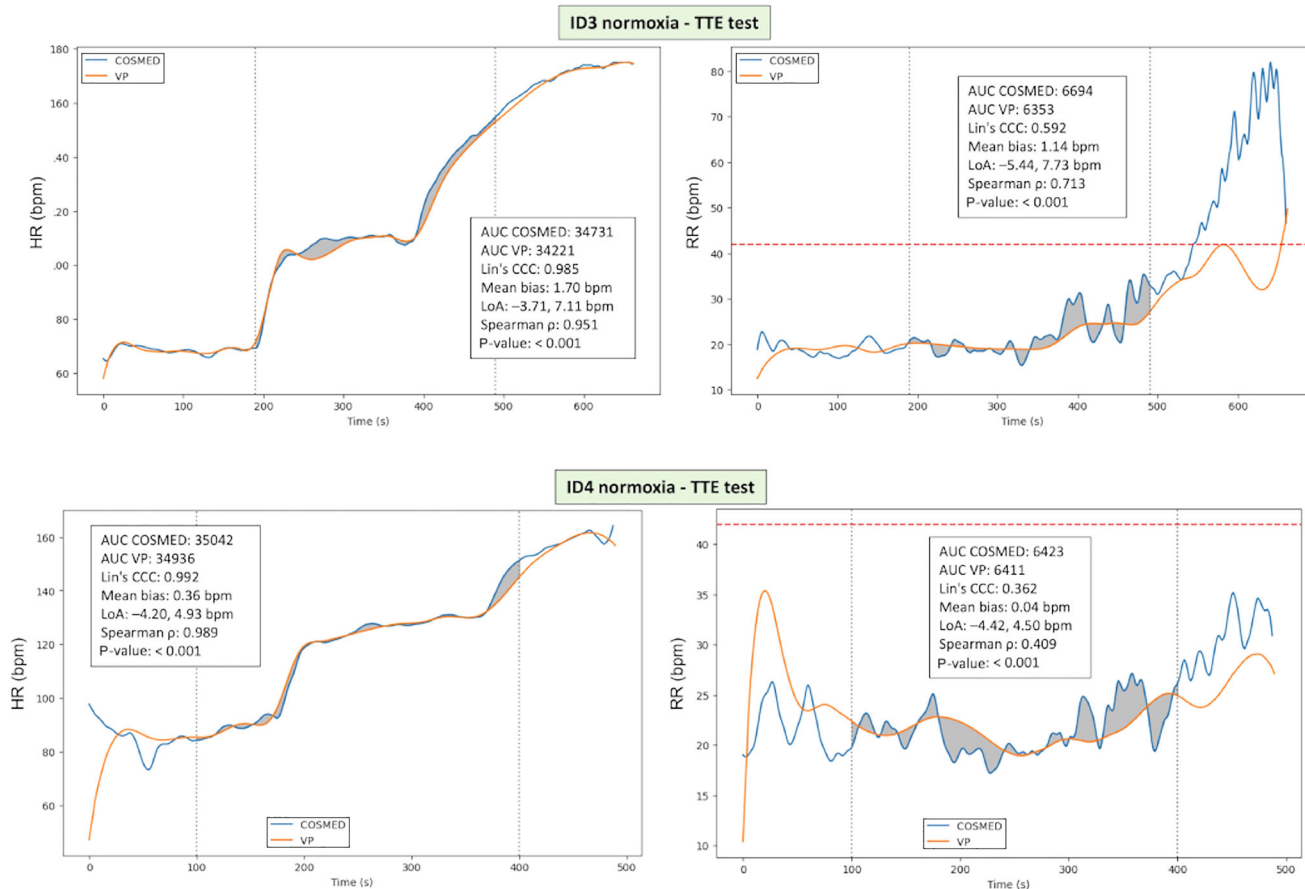 ID3 normoxia - TTE test
180
160
.40
.20
.00
80
60
HR (bpm)
COSMED
VP
AUC COSMED: 34731
AUC VP: 34221
Lin's CCC: 0.985
Mean bias: 1.70 bpm
LoA: –3.71, 7.11 bpm
Spearman ρ: 0.951
P-value: < 0.001
0 100 200 300 400 500 600
Time (s)
80
70
60
50
40
30
20
10
RR (bpm)
COSMED
VP
AUC COSMED: 6694
AUC VP: 6353
Lin's CCC: 0.592
Mean bias: 1.14 bpm
LoA: –5.44, 7.73 bpm
Spearman ρ: 0.713
P-value: < 0.001
0 100 200 300 400 500 600
Time (s)
ID4 normoxia - TTE test
160
140
120
100
80
60
HR (bpm)
AUC COSMED: 35042
AUC VP: 34936
Lin's CCC: 0.992
Mean bias: 0.36 bpm
LoA: –4.20, 4.93 bpm
Spearman ρ: 0.989
P-value: < 0.001
COSMED
VP
0 100 200 300 400 500
Time (s)
40
35
30
25
20
15
10
RR (bpm)
AUC COSMED: 6423
AUC VP: 6411
Lin's CCC: 0.362
Mean bias: 0.04 bpm
LoA: –4.42, 4.50 bpm
Spearman ρ: 0.409
P-value: < 0.001
COSMED
VP
0 100 200 300 400 500
Time (s)